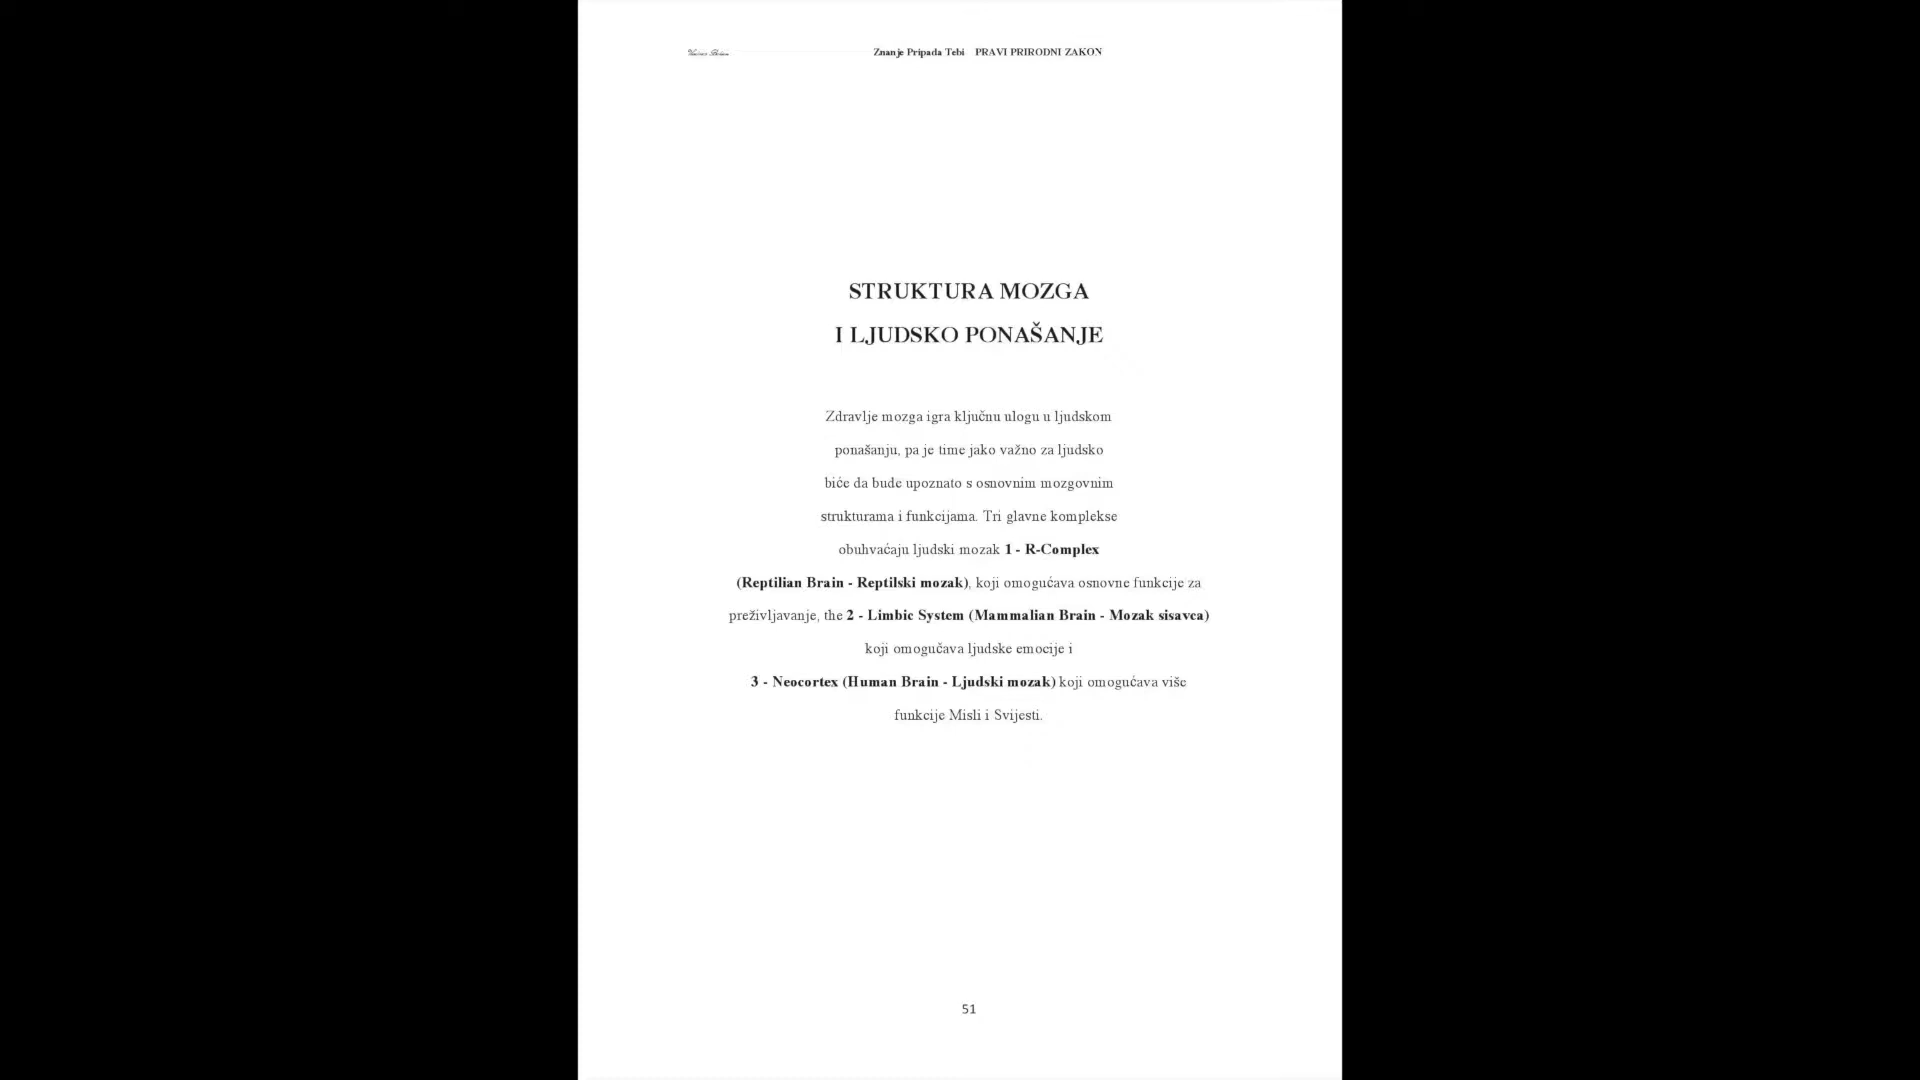 Znanje Pripada Tebi PRAVI PRIRODNI ZAKON
STRUKTURA MOZGA
I LJUDSKO PONAŠANJE
Zdravlje mozga igra ključnu ulogu u ljudskom
ponašanju, pa je time jako važno za ljudsko
biće da bude upoznato s osnovnim mozgovnim
strukturama i funkcijama. Tri glavne komplekse
obuhvaćaju ljudski mozak 1 - R-Complex
(Reptilian Brain - Reptilski mozak), koji omogućava osnovne funkcije za
preživljavanje, the 2 - Limbic System (Mammalian Brain - Mozak sisavca)
koji omogučava ljudske emocije i
3 - Neocortex (Human Brain - Ljudski mozak) koji omogućava više
funkcije Misli i Svijesti.
51